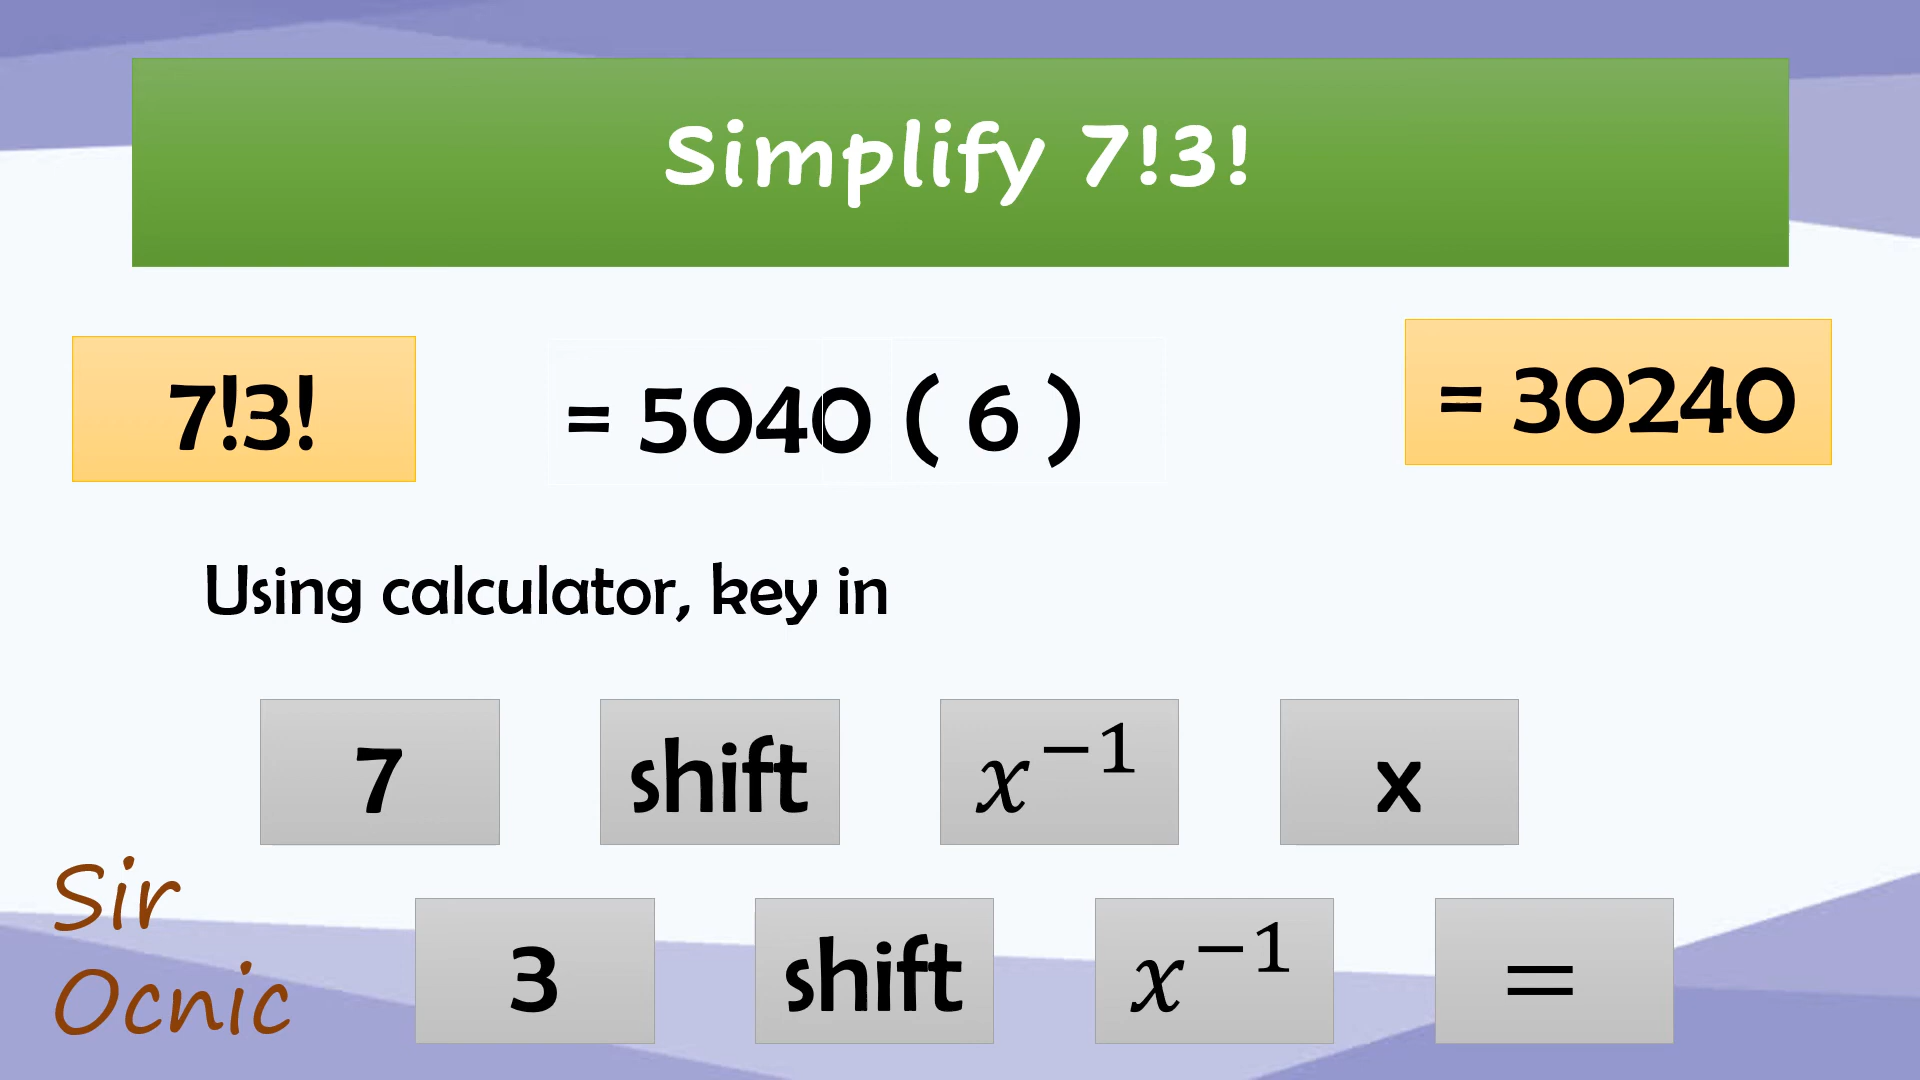 Simplify 7!3!
7!3! = 5040 ( 6 ) = 30240
Using calculator, key in
7 shift x⁻¹ x
3 shift x⁻¹ =
Sir
Ocnic